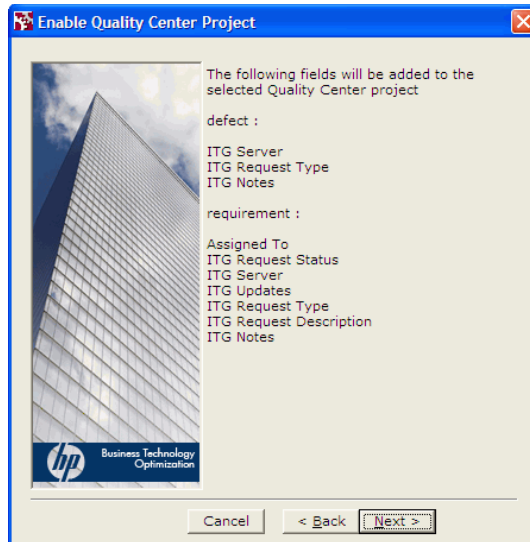 Enable Quality Center Project
The following fields will be added to the
selected Quality Center project
defect :
ITG Server
ITG Request Type
ITG Notes
requirement :
Assigned To
ITG Request Status
ITG Server
ITG Updates
ITG Request Type
ITG Request Description
ITG Notes
hp
Business Technology
Optimization
Cancel
< Back
Next >